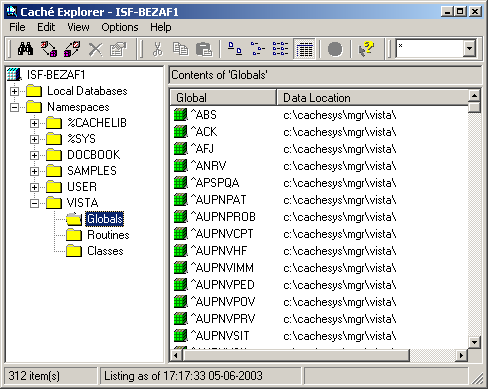 Caché Explorer - ISF-BEZAF1
File Edit View Options Help
*
ISF-BEZAF1
Local Databases
Namespaces
%CACHELIB
%SYS
DOCBOOK
SAMPLES
USER
VISTA
Globals
Routines
Classes
Contents of 'Globals'
Global Data Location
^ABS c:\cachesys\mgr\vista\
^ACK c:\cachesys\mgr\vista\
^AFJ c:\cachesys\mgr\vista\
^ANRV c:\cachesys\mgr\vista\
^APSPQA c:\cachesys\mgr\vista\
^AUPNPAT c:\cachesys\mgr\vista\
^AUPNPROB c:\cachesys\mgr\vista\
^AUPNVCPT c:\cachesys\mgr\vista\
^AUPNVHF c:\cachesys\mgr\vista\
^AUPNVIMM c:\cachesys\mgr\vista\
^AUPNVPED c:\cachesys\mgr\vista\
^AUPNVPOV c:\cachesys\mgr\vista\
^AUPNVPRV c:\cachesys\mgr\vista\
^AUPNVSIT c:\cachesys\mgr\vista\
312 item(s) Listing as of 17:17:33 05-06-2003